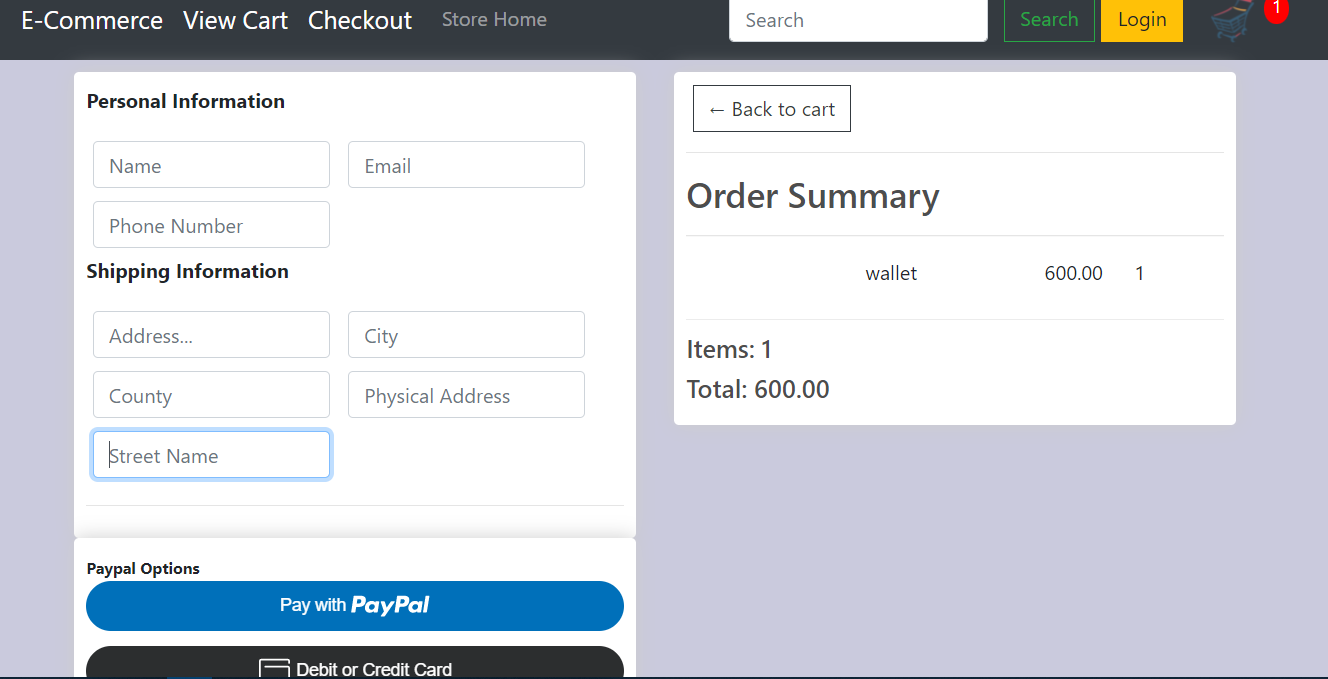 E-Commerce View Cart Checkout Store Home Search Search Login 1
Personal Information
Name Email
Phone Number
Shipping Information
Address... City
County Physical Address
Street Name
Paypal Options
Pay with PayPal
Debit or Credit Card
← Back to cart
Order Summary
wallet 600.00 1
Items: 1
Total: 600.00